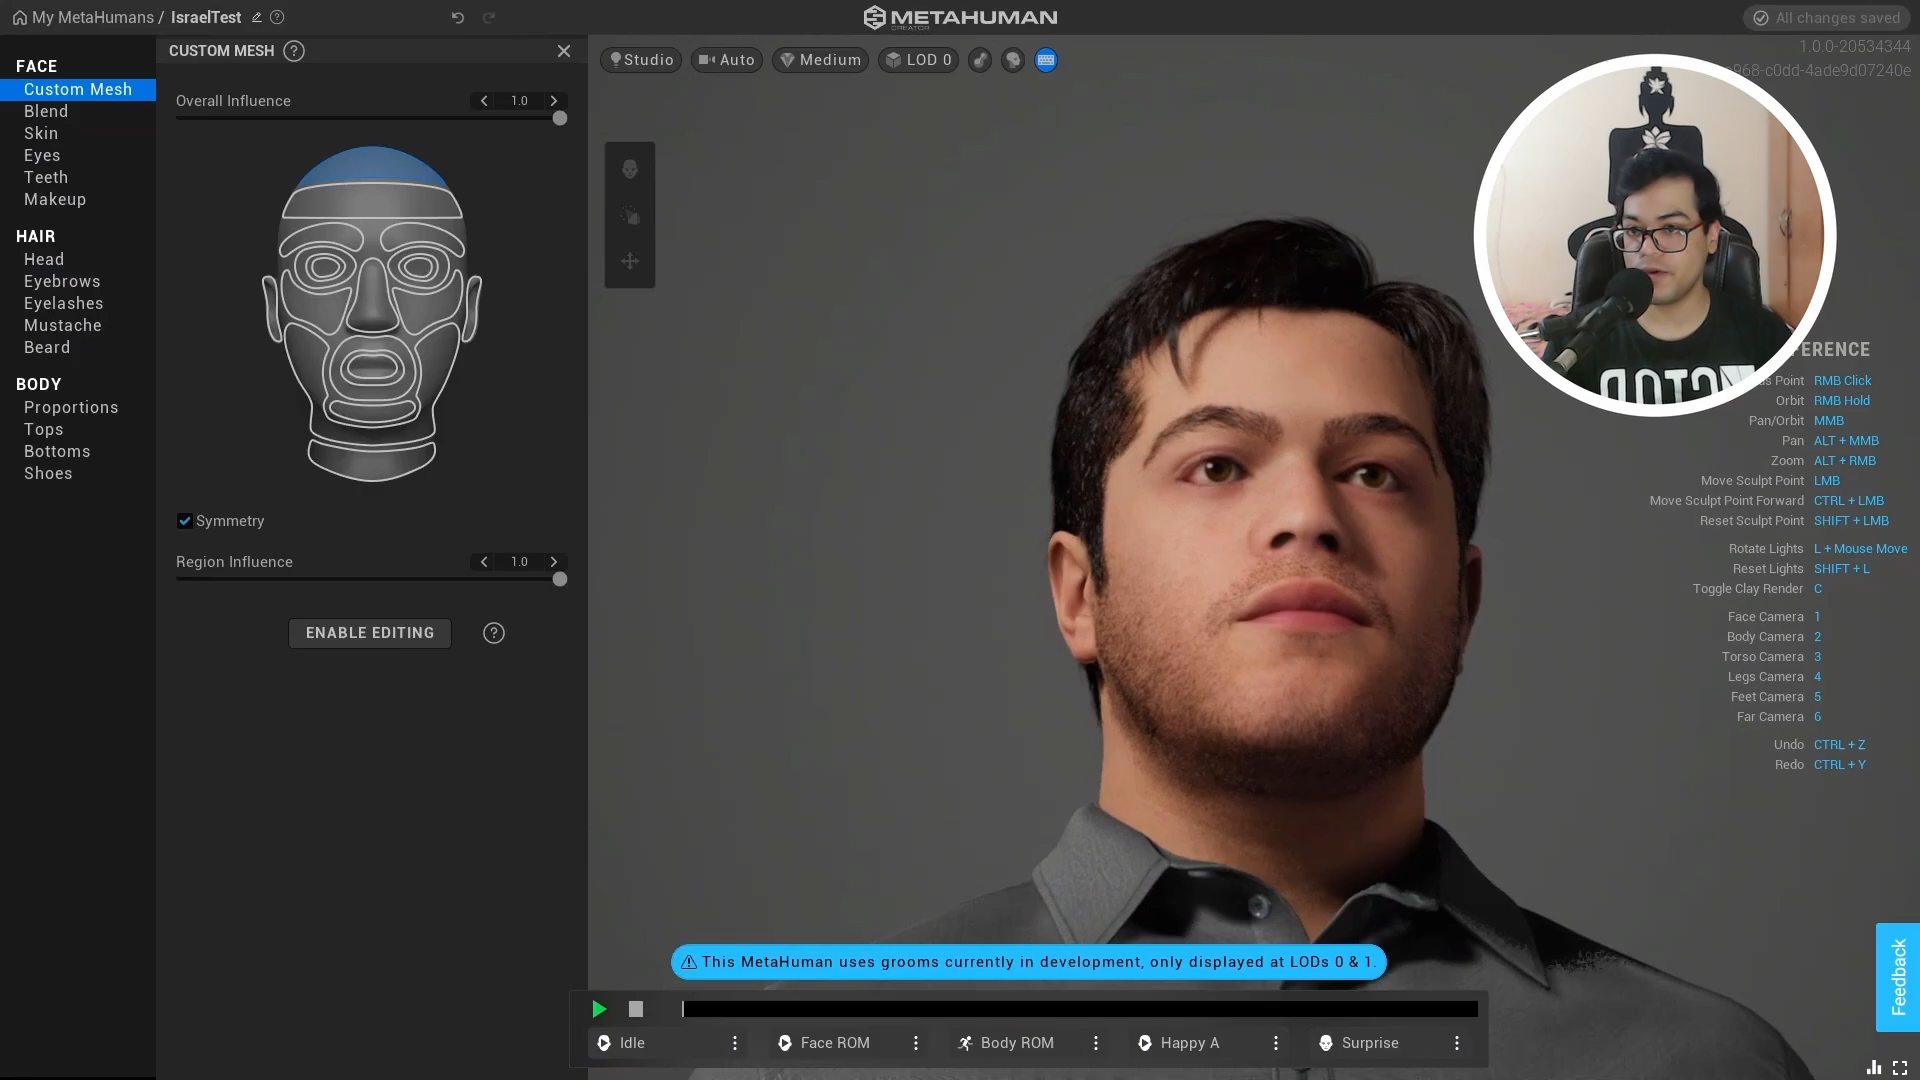 My MetaHumans / IsraelTest
METAHUMAN
CREATOR
All changes saved
CUSTOM MESH ?
Studio
Auto
Medium
LOD 0
1.0.0-20534344
968-c0dd-4ade9d07240e
FACE
Custom Mesh
Blend
Skin
Eyes
Teeth
Makeup
HAIR
Head
Eyebrows
Eyelashes
Mustache
Beard
BODY
Proportions
Tops
Bottoms
Shoes
Overall Influence 1.0
Symmetry
Region Influence 1.0
ENABLE EDITING ?
ERENCE
s Point RMB Click
Orbit RMB Hold
Pan/Orbit MMB
Pan ALT + MMB
Zoom ALT + RMB
Move Sculpt Point LMB
Move Sculpt Point Forward CTRL + LMB
Reset Sculpt Point SHIFT + LMB
Rotate Lights L + Mouse Move
Reset Lights SHIFT + L
Toggle Clay Render C
Face Camera 1
Body Camera 2
Torso Camera 3
Legs Camera 4
Feet Camera 5
Far Camera 6
Undo CTRL + Z
Redo CTRL + Y
This MetaHuman uses grooms currently in development, only displayed at LODs 0 & 1.
Idle
Face ROM
Body ROM
Happy A
Surprise
Feedback